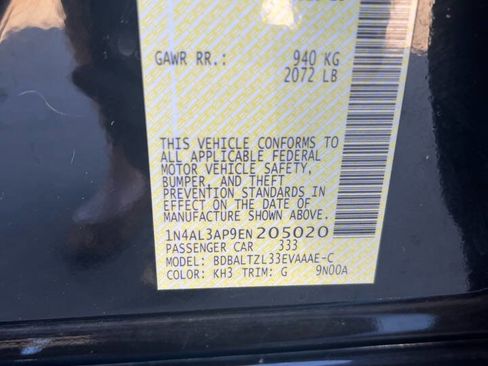 GAWR RR.: 940 KG
2072 LB
THIS VEHICLE CONFORMS TO
ALL APPLICABLE FEDERAL
MOTOR VEHICLE SAFETY,
BUMPER, AND THEFT
PREVENTION STANDARDS IN
EFFECT ON THE DATE OF
MANUFACTURE SHOWN ABOVE.
1N4AL3AP9EN205020
PASSENGER CAR 333
MODEL: BDBALTZL33EVAAAE-C
COLOR: KH3 TRIM: G 9N00A